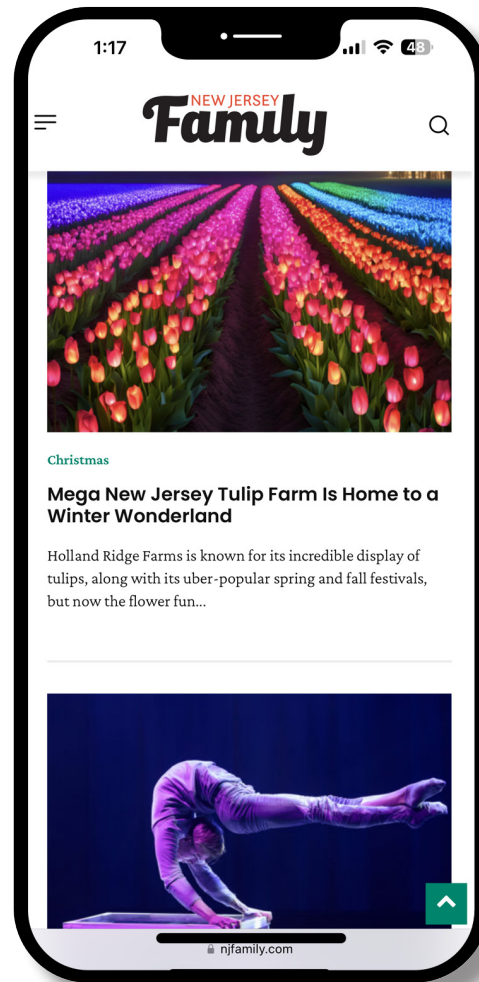 1:17
48
NEW JERSEY
Family
Christmas
Mega New Jersey Tulip Farm Is Home to a
Winter Wonderland
Holland Ridge Farms is known for its incredible display of
tulips, along with its uber-popular spring and fall festivals,
but now the flower fun...
njfamily.com